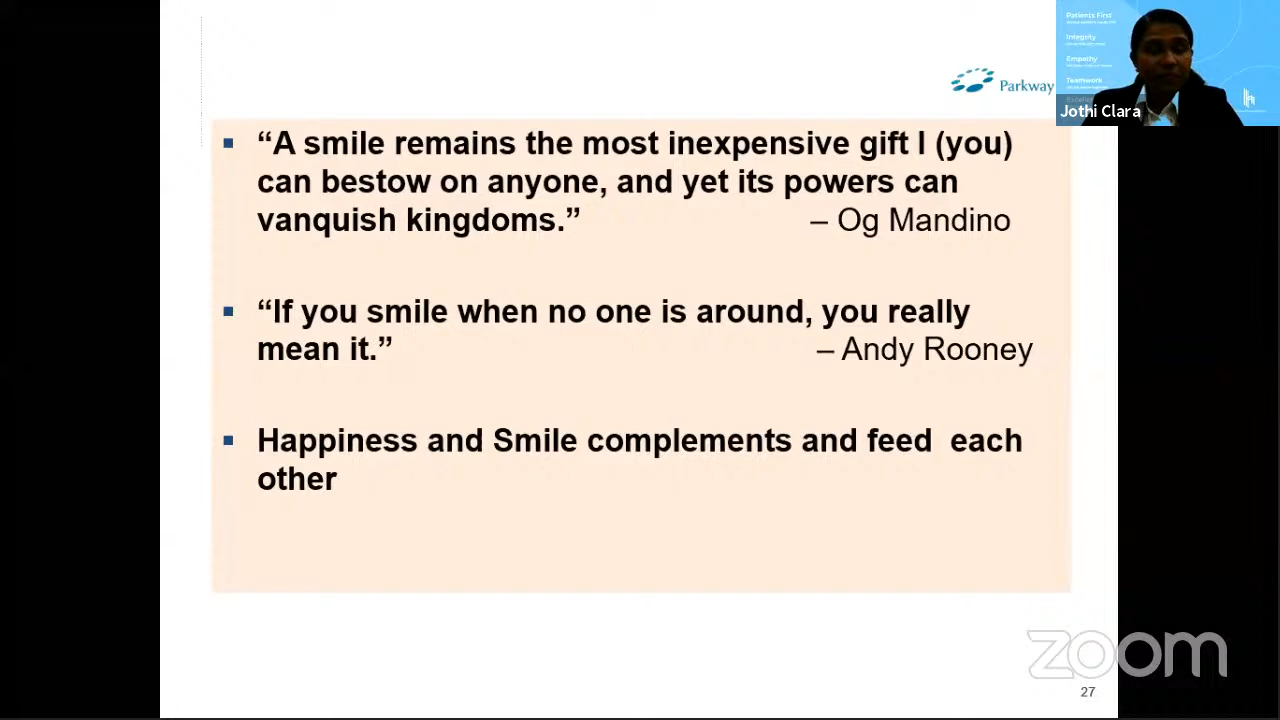 Patients First
Integrity
Empathy
Teamwork
Jothi Clara
Parkway
▪ “A smile remains the most inexpensive gift I (you)
can bestow on anyone, and yet its powers can
vanquish kingdoms.” – Og Mandino
▪ “If you smile when no one is around, you really
mean it.” – Andy Rooney
▪ Happiness and Smile complements and feed each
other
zoom
27